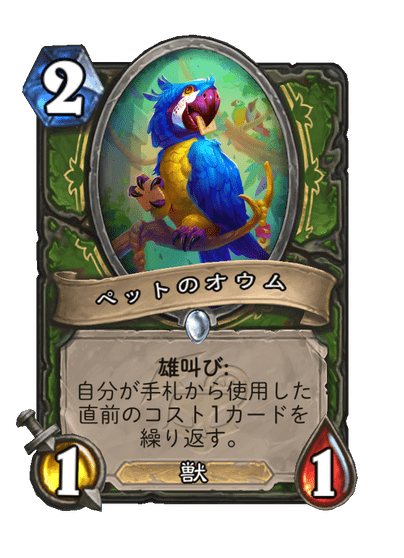 2
ペットのオウム
雄叫び:
自分が手札から使用した
直前のコスト1カードを
繰り返す。
獣
1
1